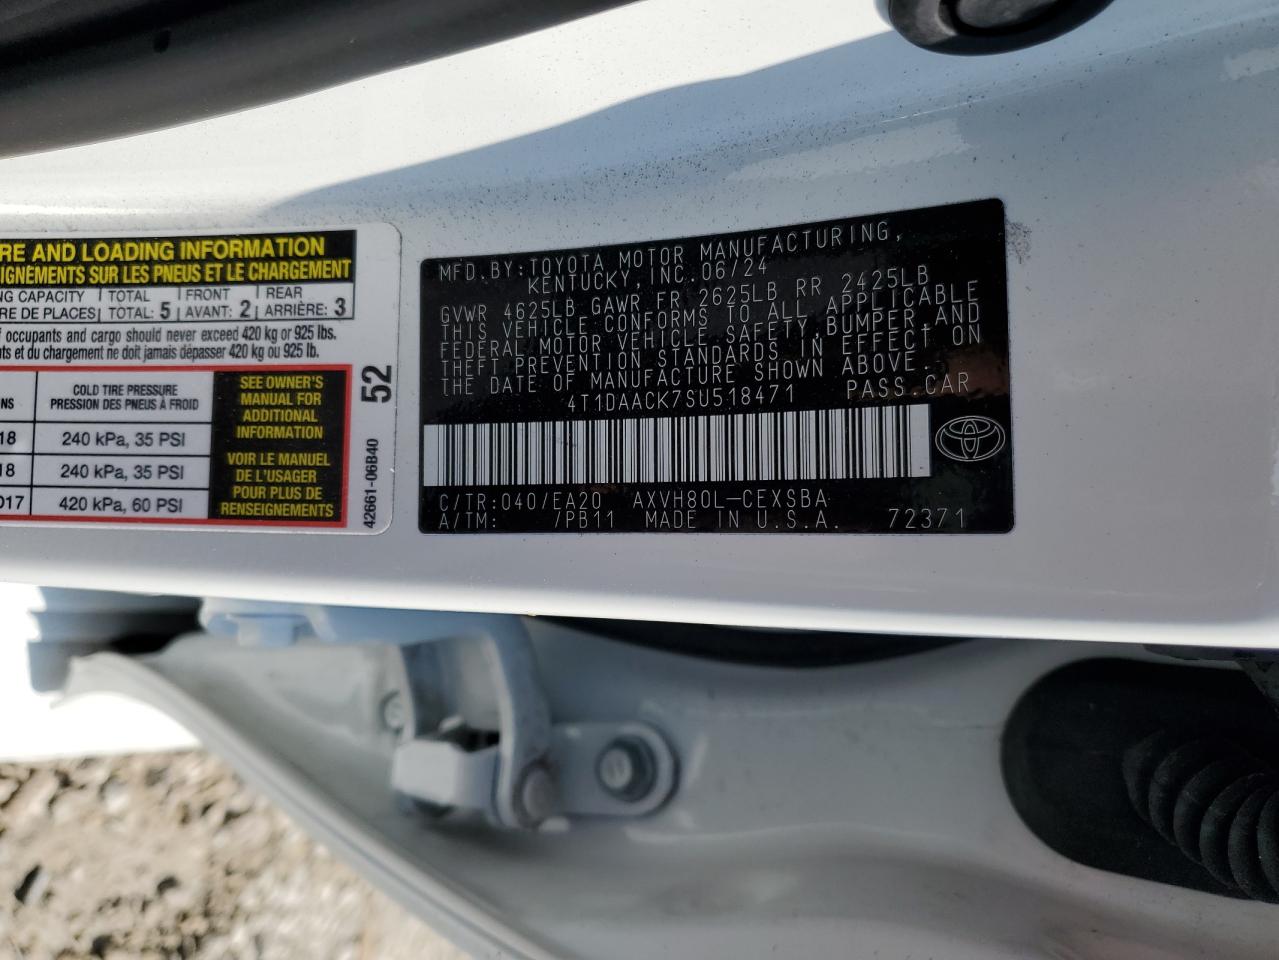 RE AND LOADING INFORMATION
EIGNEMENTS SUR LES PNEUS ET LE CHARGEMENT
NG CAPACITY TOTAL FRONT REAR
RE DE PLACES TOTAL: 5 AVANT: 2 ARRIÈRE: 3
f occupants and cargo should never exceed 420 kg or 925 lbs.
nts et du chargement ne doit jamais dépasser 420 kg ou 925 lb.
NS COLD TIRE PRESSURE
PRESSION DES PNEUS À FROID
18 240 kPa, 35 PSI
18 240 kPa, 35 PSI
017 420 kPa, 60 PSI
SEE OWNER'S
MANUAL FOR
ADDITIONAL
INFORMATION
VOIR LE MANUEL
DE L'USAGER
POUR PLUS DE
RENSEIGNEMENTS
52
42661-06B40
MFD.BY:TOYOTA MOTOR MANUFACTURING,
KENTUCKY,INC.06/24
GVWR 4625LB GAWR FR 2625LB RR 2425LB
THIS VEHICLE CONFORMS TO ALL APPLICABLE
FEDERAL MOTOR VEHICLE SAFETY,BUMPER,AND
THEFT PREVENTION STANDARDS IN EFFECT ON
THE DATE OF MANUFACTURE SHOWN ABOVE.
4T1DAACK7SU518471 PASS.CAR
C/TR:040/EA20 AXVH80L-CEXSBA
A/TM: /PB11 MADE IN U.S.A. 72371